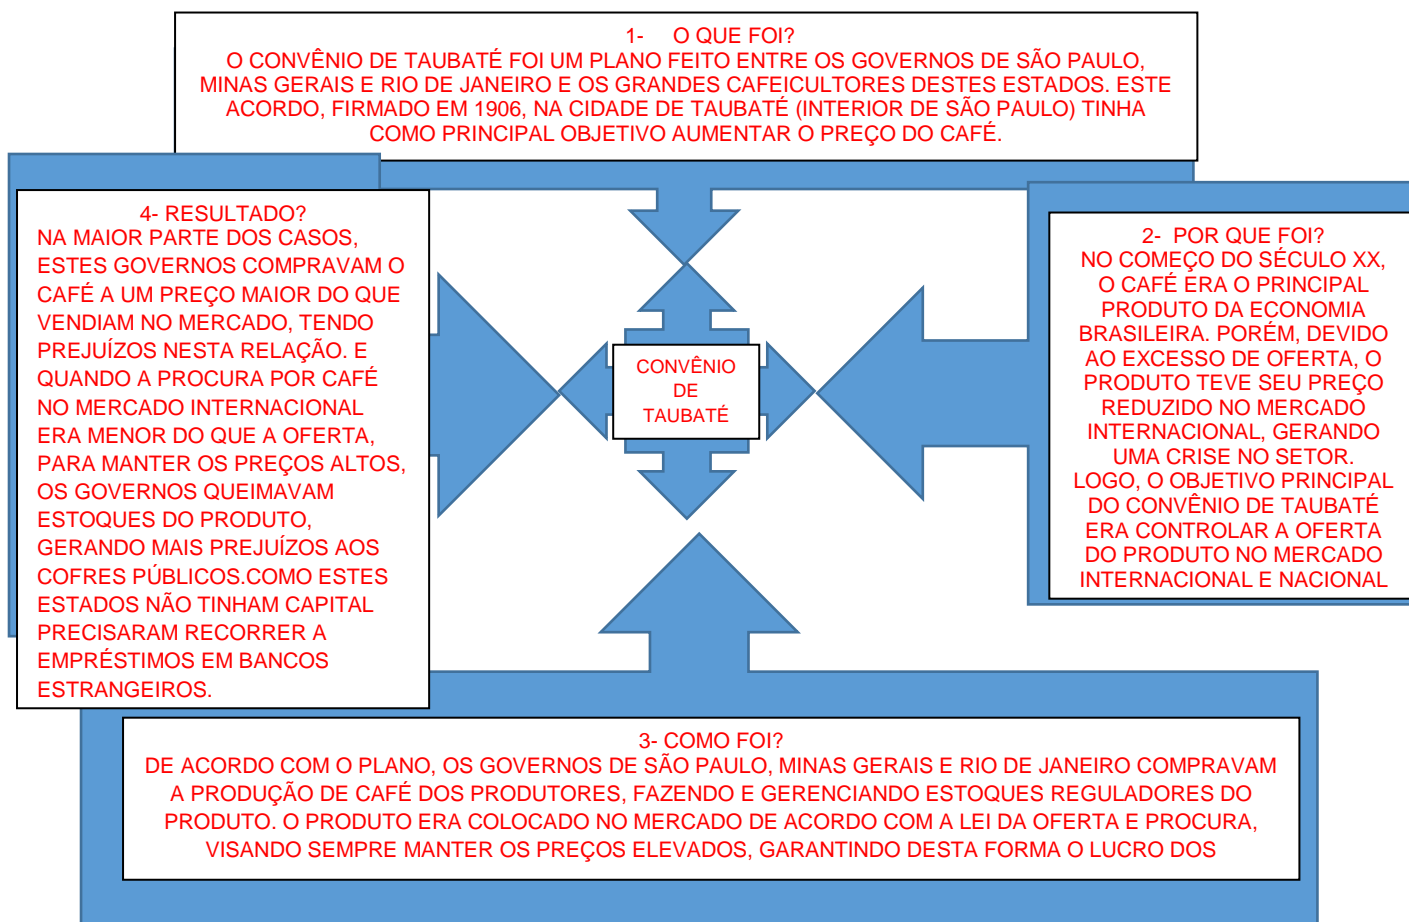 1- O QUE FOI?
O CONVÊNIO DE TAUBATÉ FOI UM PLANO FEITO ENTRE OS GOVERNOS DE SÃO PAULO,
MINAS GERAIS E RIO DE JANEIRO E OS GRANDES CAFEICULTORES DESTES ESTADOS. ESTE
ACORDO, FIRMADO EM 1906, NA CIDADE DE TAUBATÉ (INTERIOR DE SÃO PAULO) TINHA
COMO PRINCIPAL OBJETIVO AUMENTAR O PREÇO DO CAFÉ.
4- RESULTADO?
NA MAIOR PARTE DOS CASOS,
ESTES GOVERNOS COMPRAVAM O
CAFÉ A UM PREÇO MAIOR DO QUE
VENDIAM NO MERCADO, TENDO
PREJUÍZOS NESTA RELAÇÃO. E
QUANDO A PROCURA POR CAFÉ
NO MERCADO INTERNACIONAL
ERA MENOR DO QUE A OFERTA,
PARA MANTER OS PREÇOS ALTOS,
OS GOVERNOS QUEIMAVAM
ESTOQUES DO PRODUTO,
GERANDO MAIS PREJUÍZOS AOS
COFRES PÚBLICOS.COMO ESTES
ESTADOS NÃO TINHAM CAPITAL
PRECISARAM RECORRER A
EMPRÉSTIMOS EM BANCOS
ESTRANGEIROS.
CONVÊNIO
DE
TAUBATÉ
2- POR QUE FOI?
NO COMEÇO DO SÉCULO XX,
O CAFÉ ERA O PRINCIPAL
PRODUTO DA ECONOMIA
BRASILEIRA. PORÉM, DEVIDO
AO EXCESSO DE OFERTA, O
PRODUTO TEVE SEU PREÇO
REDUZIDO NO MERCADO
INTERNACIONAL, GERANDO
UMA CRISE NO SETOR.
LOGO, O OBJETIVO PRINCIPAL
DO CONVÊNIO DE TAUBATÉ
ERA CONTROLAR A OFERTA
DO PRODUTO NO MERCADO
INTERNACIONAL E NACIONAL
3- COMO FOI?
DE ACORDO COM O PLANO, OS GOVERNOS DE SÃO PAULO, MINAS GERAIS E RIO DE JANEIRO COMPRAVAM
A PRODUÇÃO DE CAFÉ DOS PRODUTORES, FAZENDO E GERENCIANDO ESTOQUES REGULADORES DO
PRODUTO. O PRODUTO ERA COLOCADO NO MERCADO DE ACORDO COM A LEI DA OFERTA E PROCURA,
VISANDO SEMPRE MANTER OS PREÇOS ELEVADOS, GARANTINDO DESTA FORMA O LUCRO DOS